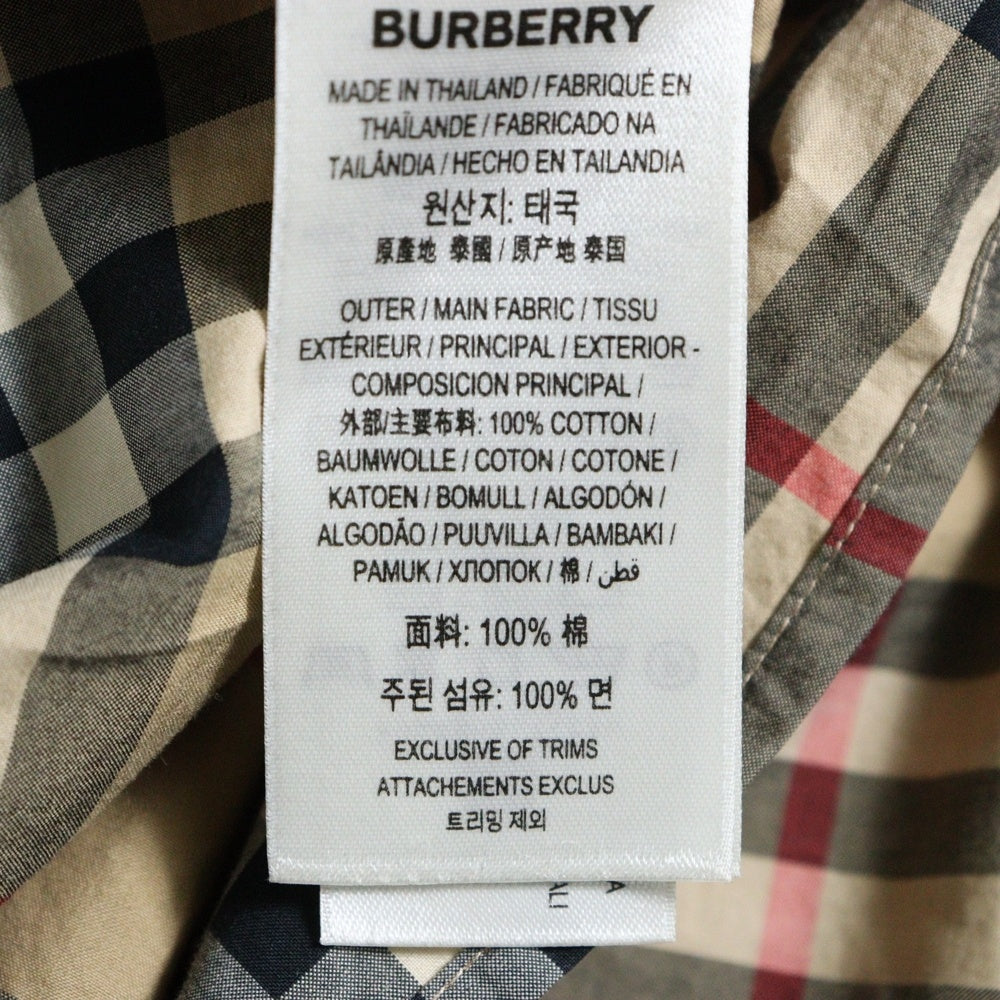 BURBERRY
MADE IN THAILAND / FABRIQUÉ EN
THAÏLANDE / FABRICADO NA
TAILÂNDIA / HECHO EN TAILANDIA
원산지: 태국
原產地 泰國 / 原产地 泰国
OUTER / MAIN FABRIC / TISSU
EXTÉRIEUR / PRINCIPAL / EXTERIOR -
COMPOSICION PRINCIPAL /
外部/主要布料: 100% COTTON /
BAUMWOLLE / COTON / COTONE /
KATOEN / BOMULL / ALGODÓN /
ALGODÃO / PUUVILLA / BAMBAKI /
PAMUK / ХЛОПОК / 棉 / قطن
面料: 100% 棉
주된 섬유: 100% 면
EXCLUSIVE OF TRIMS
ATTACHEMENTS EXCLUS
트리밍 제외